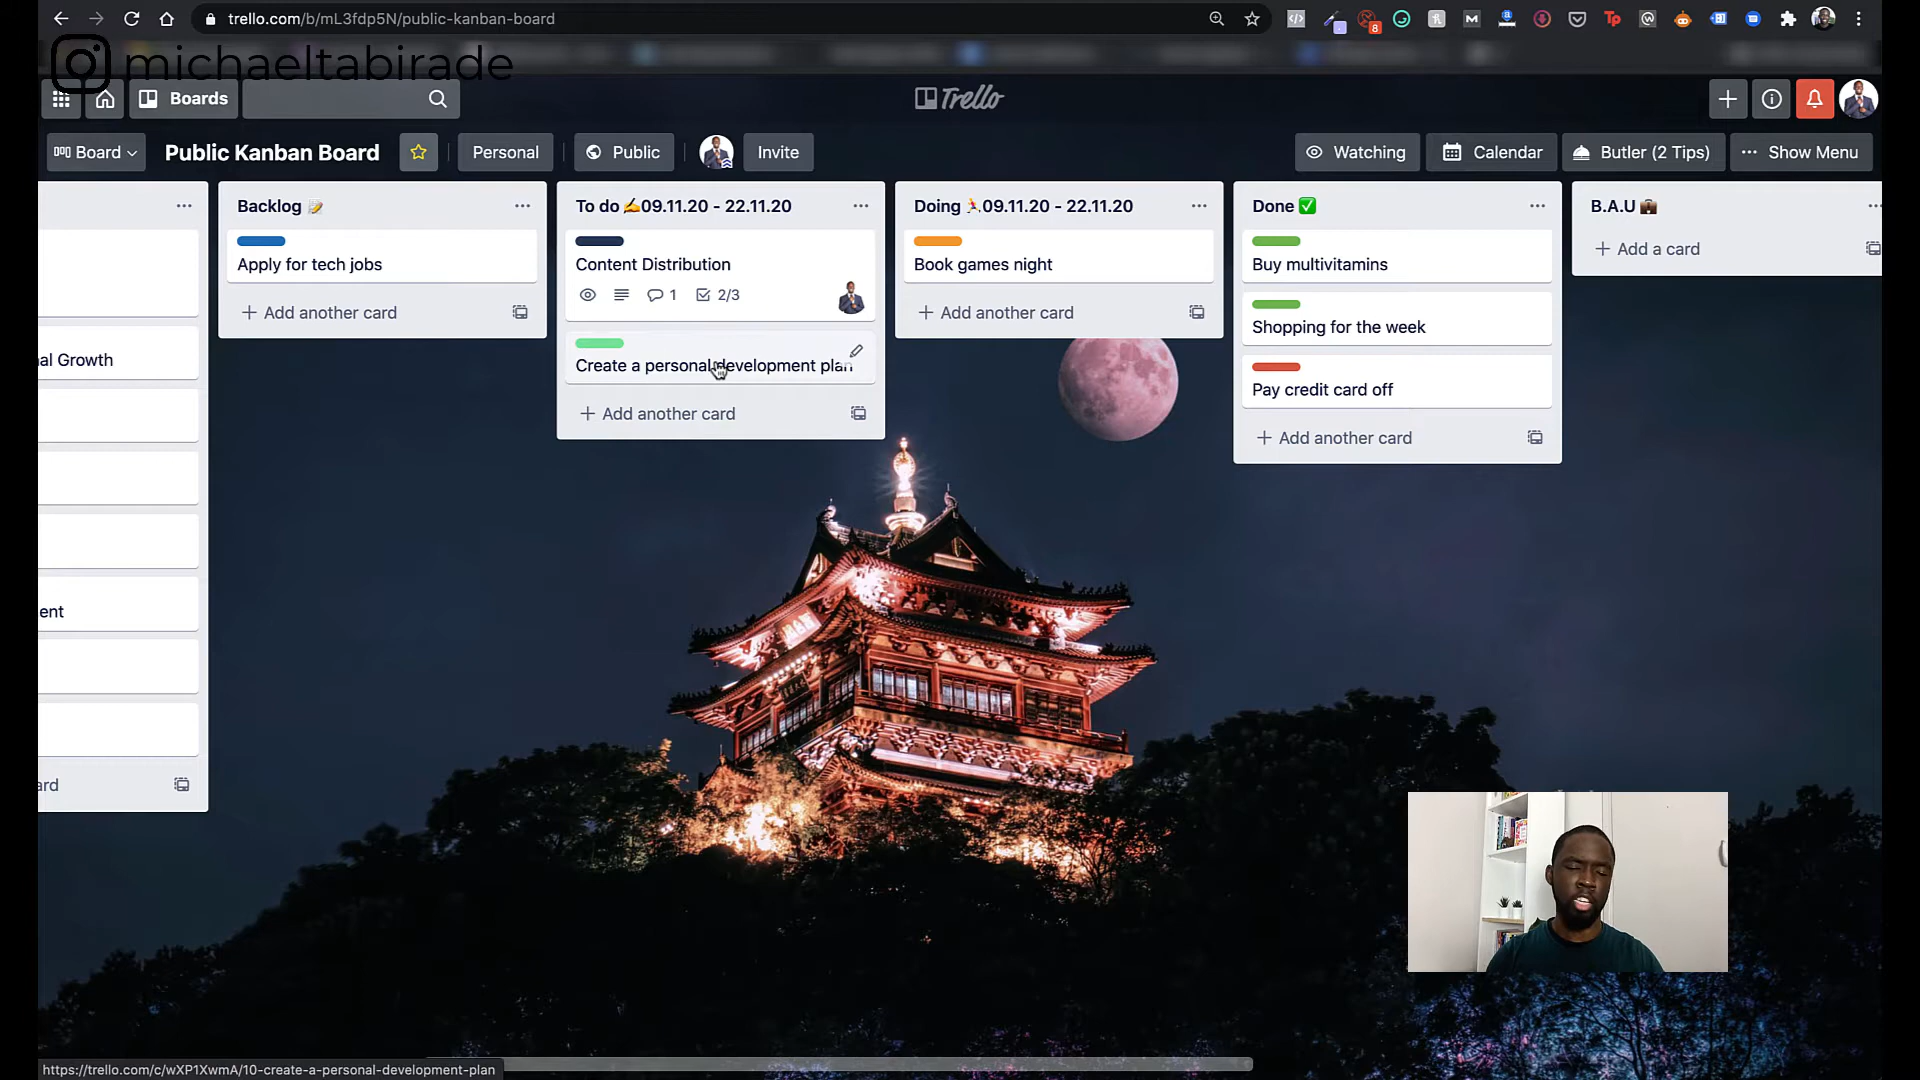 trello.com/b/mL3fdp5N/public-kanban-board
8
michaeltabirade
Boards
Trello
Board
Public Kanban Board
Personal
Public
Invite
Watching
Calendar
Butler (2 Tips)
Show Menu
al Growth
ent
ard
Backlog 📝
Apply for tech jobs
+ Add another card
To do ✍️09.11.20 - 22.11.20
Content Distribution
1
2/3
Create a personal development plan
+ Add another card
Doing 🏃09.11.20 - 22.11.20
Book games night
+ Add another card
Done ✅
Buy multivitamins
Shopping for the week
Pay credit card off
+ Add another card
B.A.U 💼
+ Add a card
https://trello.com/c/wXP1XwmA/10-create-a-personal-development-plan